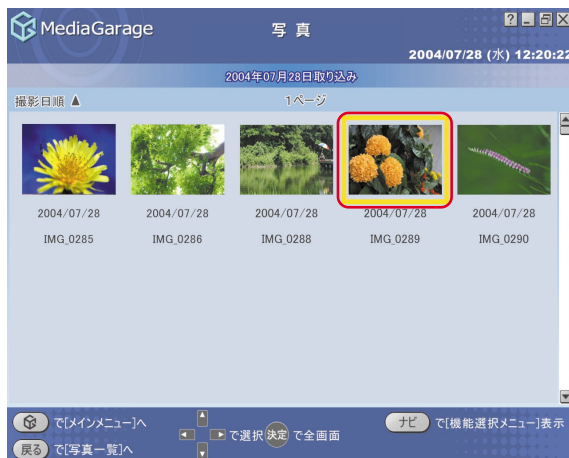 MediaGarage
写真
2004/07/28 (水) 12:20:22
2004年07月28日取り込み
撮影日順 ▲
1ページ
2004/07/28 2004/07/28 2004/07/28 2004/07/28 2004/07/28
IMG_0285 IMG_0286 IMG_0288 IMG_0289 IMG_0290
で[メインメニュー]へ
で選択 決定 で全画面
ナビ で[機能選択メニュー]表示
戻る で[写真一覧]へ